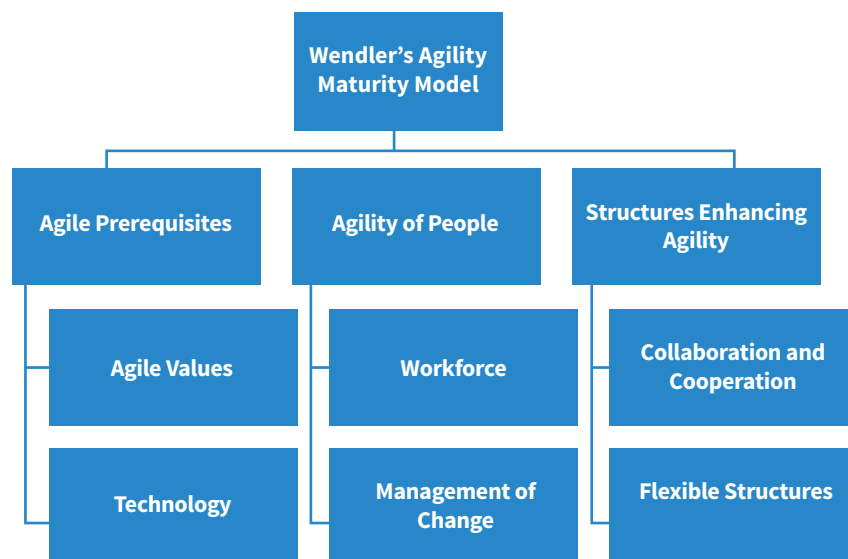 Wendler’s Agility
Maturity Model
Agile Prerequisites
Agility of People
Structures Enhancing
Agility
Agile Values
Workforce
Collaboration and
Cooperation
Technology
Management of
Change
Flexible Structures